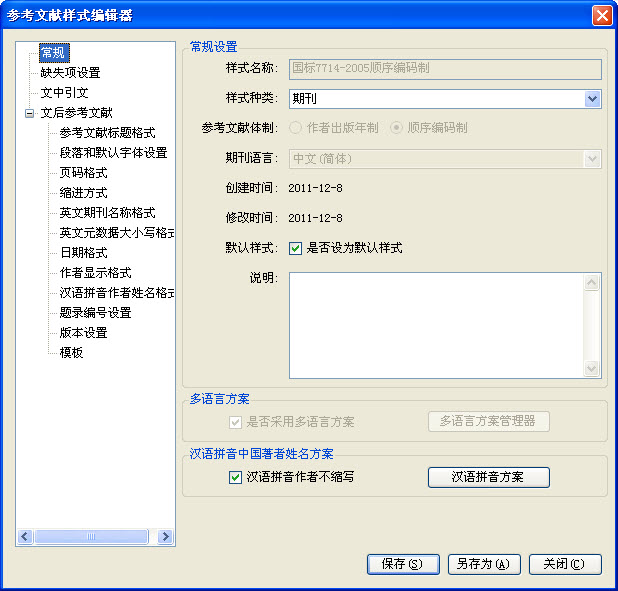 参考文献样式编辑器
常规
缺失项设置
文中引文
文后参考文献
参考文献标题格式
段落和默认字体设置
页码格式
缩进方式
英文期刊名称格式
英文元数据大小写格式
日期格式
作者显示格式
汉语拼音作者姓名格式
题录编号设置
版本设置
模板
常规设置
样式名称: 国标7714-2005顺序编码制
样式种类: 期刊
参考文献体制: 作者出版年制 顺序编码制
期刊语言: 中文(简体)
创建时间: 2011-12-8
修改时间: 2011-12-8
默认样式: 是否设为默认样式
说明:
多语言方案
是否采用多语言方案 多语言方案管理器
汉语拼音中国著者姓名方案
汉语拼音作者不缩写 汉语拼音方案
保存(S) 另存为(A) 关闭(C)